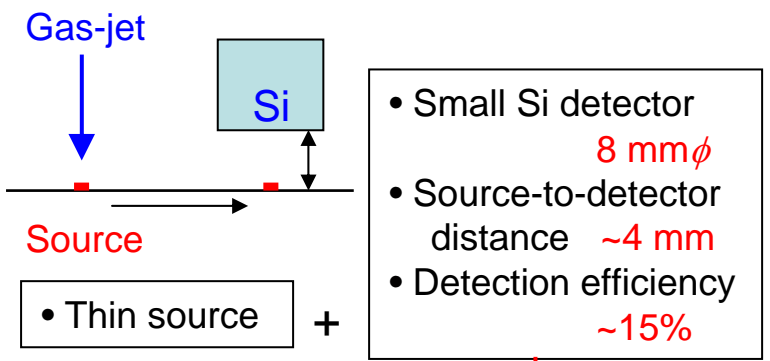 Gas-jet
Si
Source
• Thin source
+
• Small Si detector
8 mmϕ
• Source-to-detector
distance ~4 mm
• Detection efficiency
~15%